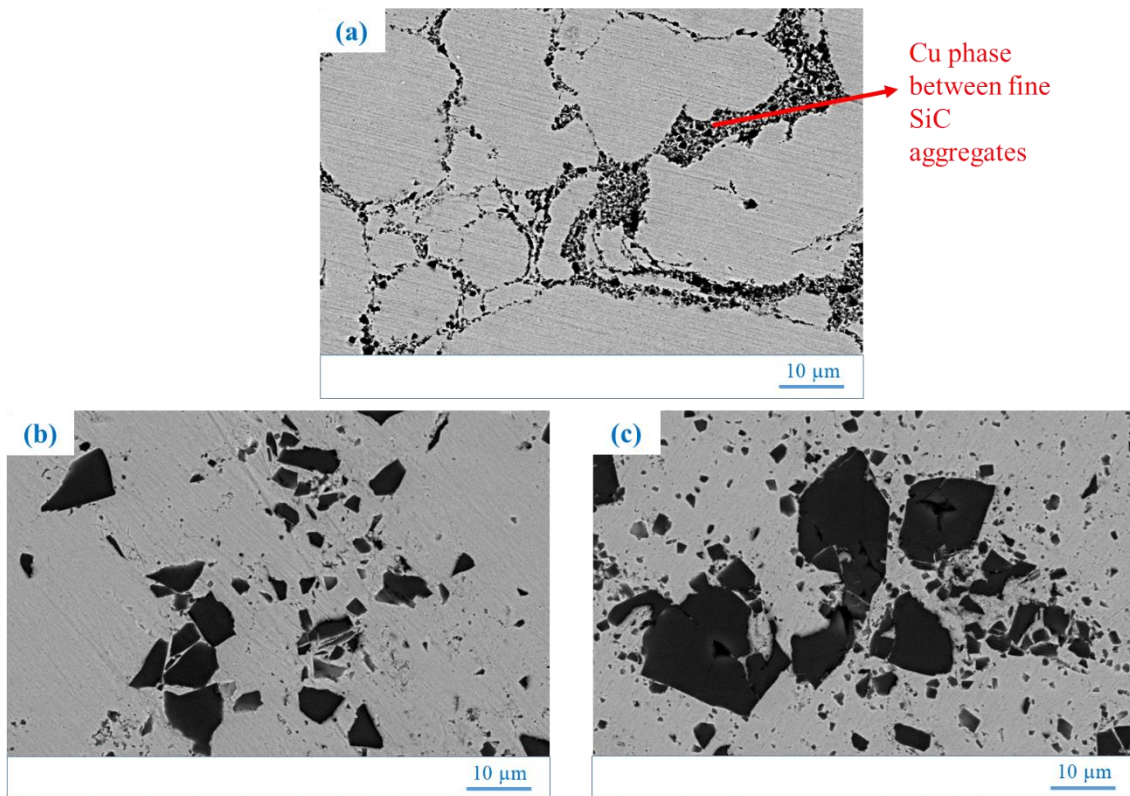 (a)
Cu phase
between fine
SiC
aggregates
10 µm
(b)
(c)
10 µm
10 µm